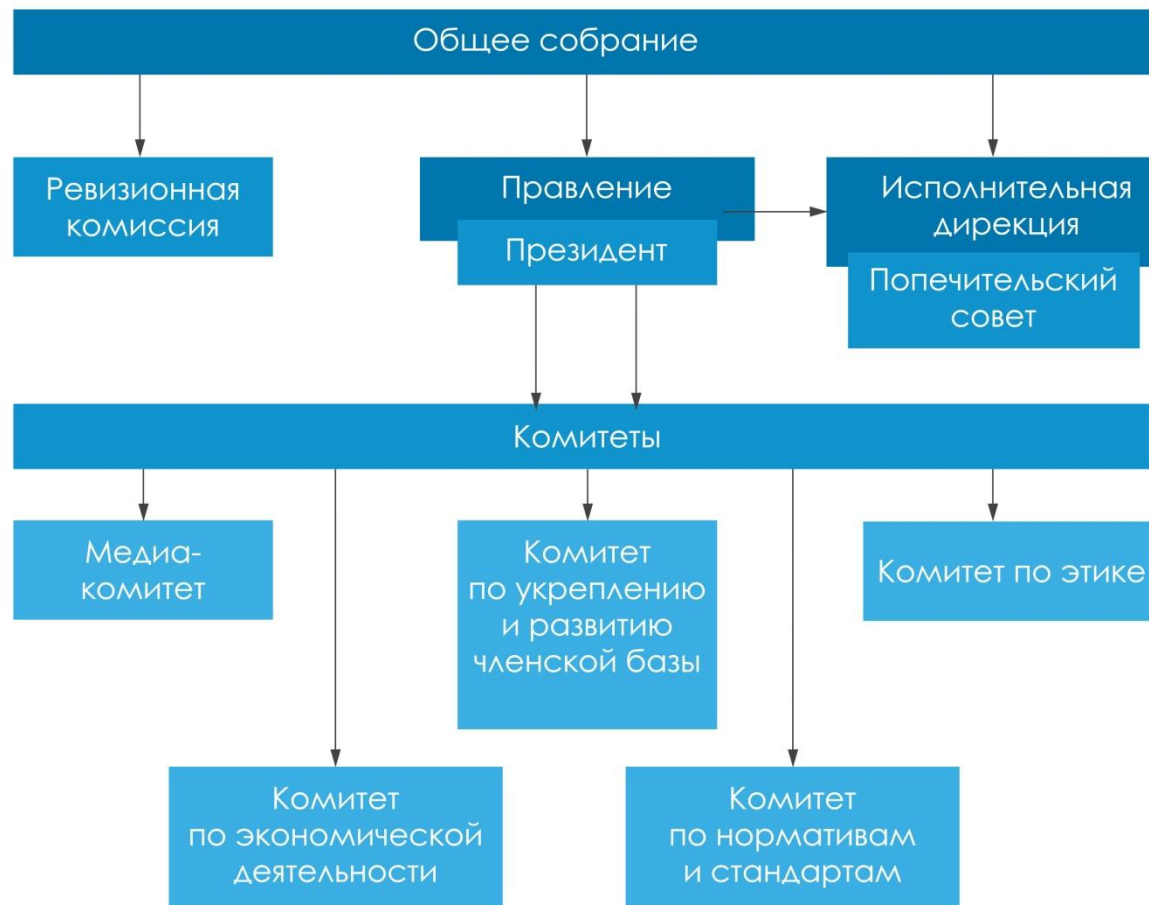 Общее собрание
Ревизионная
комиссия
Правление
Президент
Исполнительная
дирекция
Попечительский
совет
Комитеты
Медиа-
комитет
Комитет
по укреплению
и развитию
членской базы
Комитет по этике
Комитет
по экономической
деятельности
Комитет
по нормативам
и стандартам